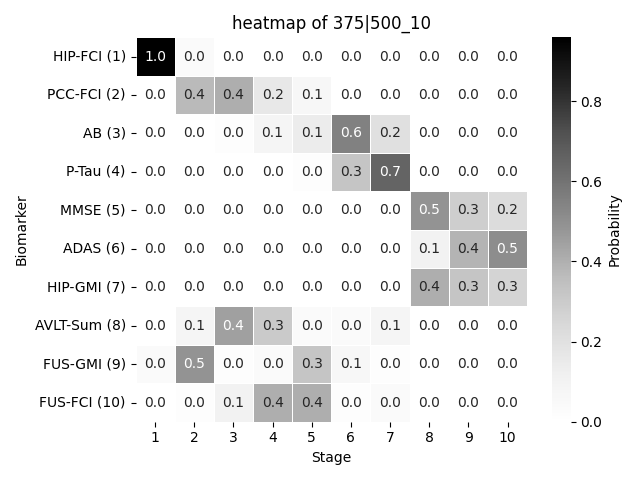 heatmap of 375|500_10
HIP-FCI (1) 1.0 0.0 0.0 0.0 0.0 0.0 0.0 0.0 0.0 0.0
PCC-FCI (2) 0.0 0.4 0.4 0.2 0.1 0.0 0.0 0.0 0.0 0.0
AB (3) 0.0 0.0 0.0 0.1 0.1 0.6 0.2 0.0 0.0 0.0
P-Tau (4) 0.0 0.0 0.0 0.0 0.0 0.3 0.7 0.0 0.0 0.0
MMSE (5) 0.0 0.0 0.0 0.0 0.0 0.0 0.0 0.5 0.3 0.2
ADAS (6) 0.0 0.0 0.0 0.0 0.0 0.0 0.0 0.1 0.4 0.5
HIP-GMI (7) 0.0 0.0 0.0 0.0 0.0 0.0 0.0 0.4 0.3 0.3
AVLT-Sum (8) 0.0 0.1 0.4 0.3 0.0 0.0 0.1 0.0 0.0 0.0
FUS-GMI (9) 0.0 0.5 0.0 0.0 0.3 0.1 0.0 0.0 0.0 0.0
FUS-FCI (10) 0.0 0.0 0.1 0.4 0.4 0.0 0.0 0.0 0.0 0.0
1 2 3 4 5 6 7 8 9 10
Stage
Biomarker
0.8
0.6
0.4
0.2
0.0
Probability